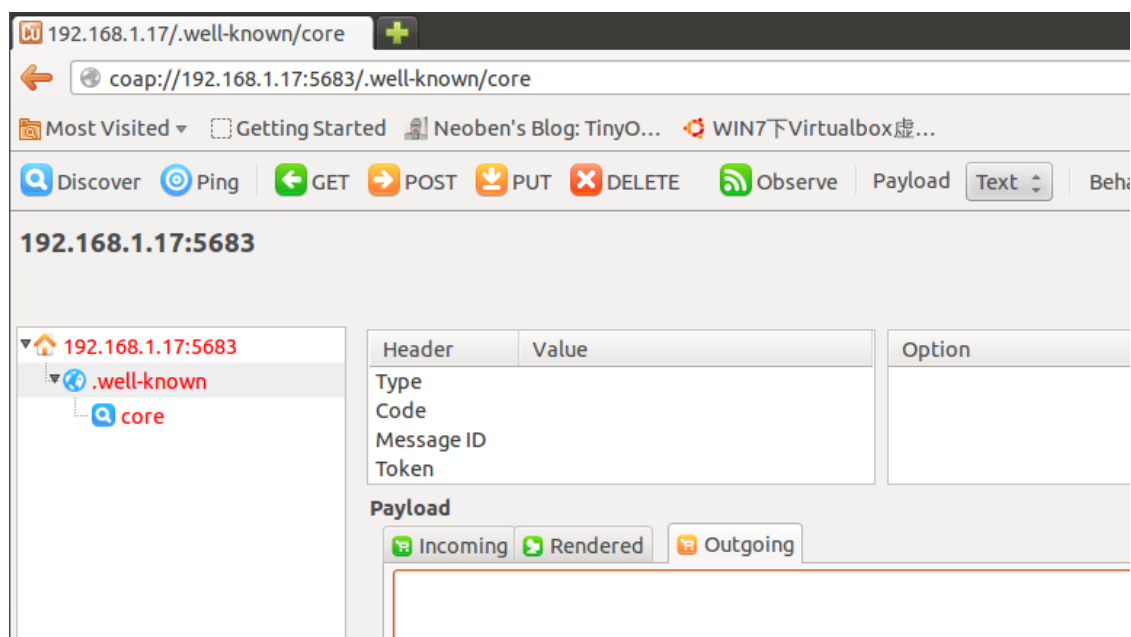 192.168.1.17/.well-known/core
coap://192.168.1.17:5683/.well-known/core
Most Visited Getting Started Neoben's Blog: TinyO... WIN7下Virtualbox虚...
Discover Ping GET POST PUT DELETE Observe Payload Text Beha
192.168.1.17:5683
192.168.1.17:5683
.well-known
core
Header Value Option
Type
Code
Message ID
Token
Payload
Incoming Rendered Outgoing